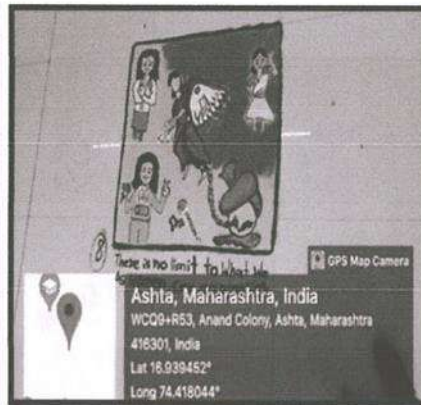 8
There is no limit to What We
GPS Map Camera
Ashta, Maharashtra, India
WCQ9+R53, Anand Colony, Ashta, Maharashtra
416301, India
Lat 16.939452°
Long 74.418044°